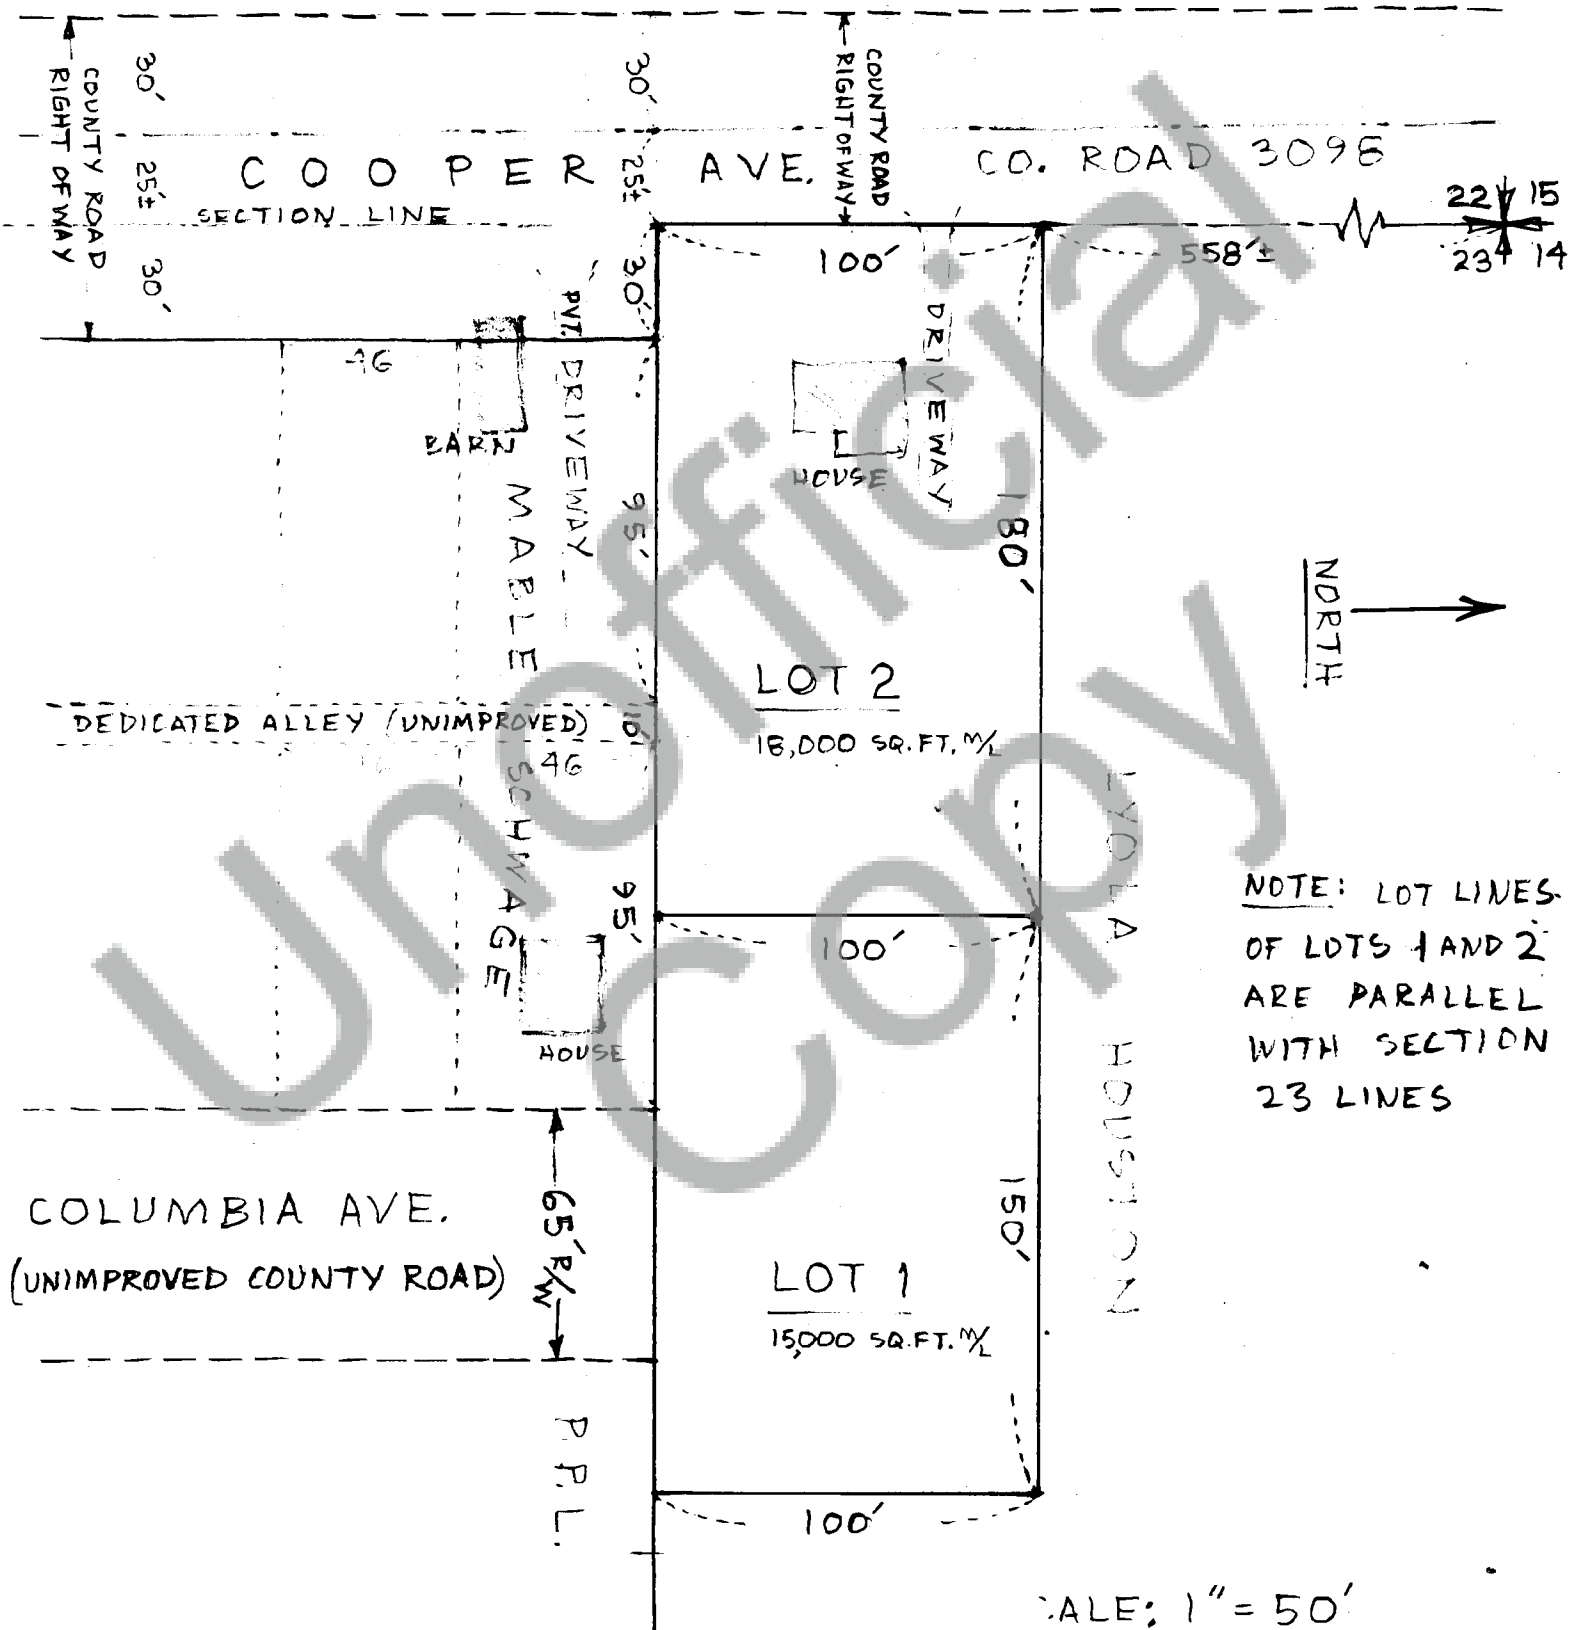 30'
30'
COUNTY ROAD
RIGHT OF WAY
COUNTY ROAD
RIGHT OF WAY
25'±
COOPER
25'±
AVE.
CO. ROAD 3096
SECTION LINE
22 15
23 14
30'
30'
100'
558'±
46
BARN
PVT. DRIVEWAY
DRIVEWAY
HOUSE
MABLE SCHWAGE
95'
180'
NORTH
LOT 2
18,000 SQ.FT. M/L
DEDICATED ALLEY (UNIMPROVED)
10'
46
95'
HOUSE
100'
LYOLA HOUSTON
NOTE: LOT LINES
OF LOTS 1 AND 2
ARE PARALLEL
WITH SECTION
23 LINES
COLUMBIA AVE.
(UNIMPROVED COUNTY ROAD)
65' R/W
150'
LOT 1
15,000 SQ.FT. M/L
P.P.L.
100'
ALE: 1" = 50'
Unofficial
Copy